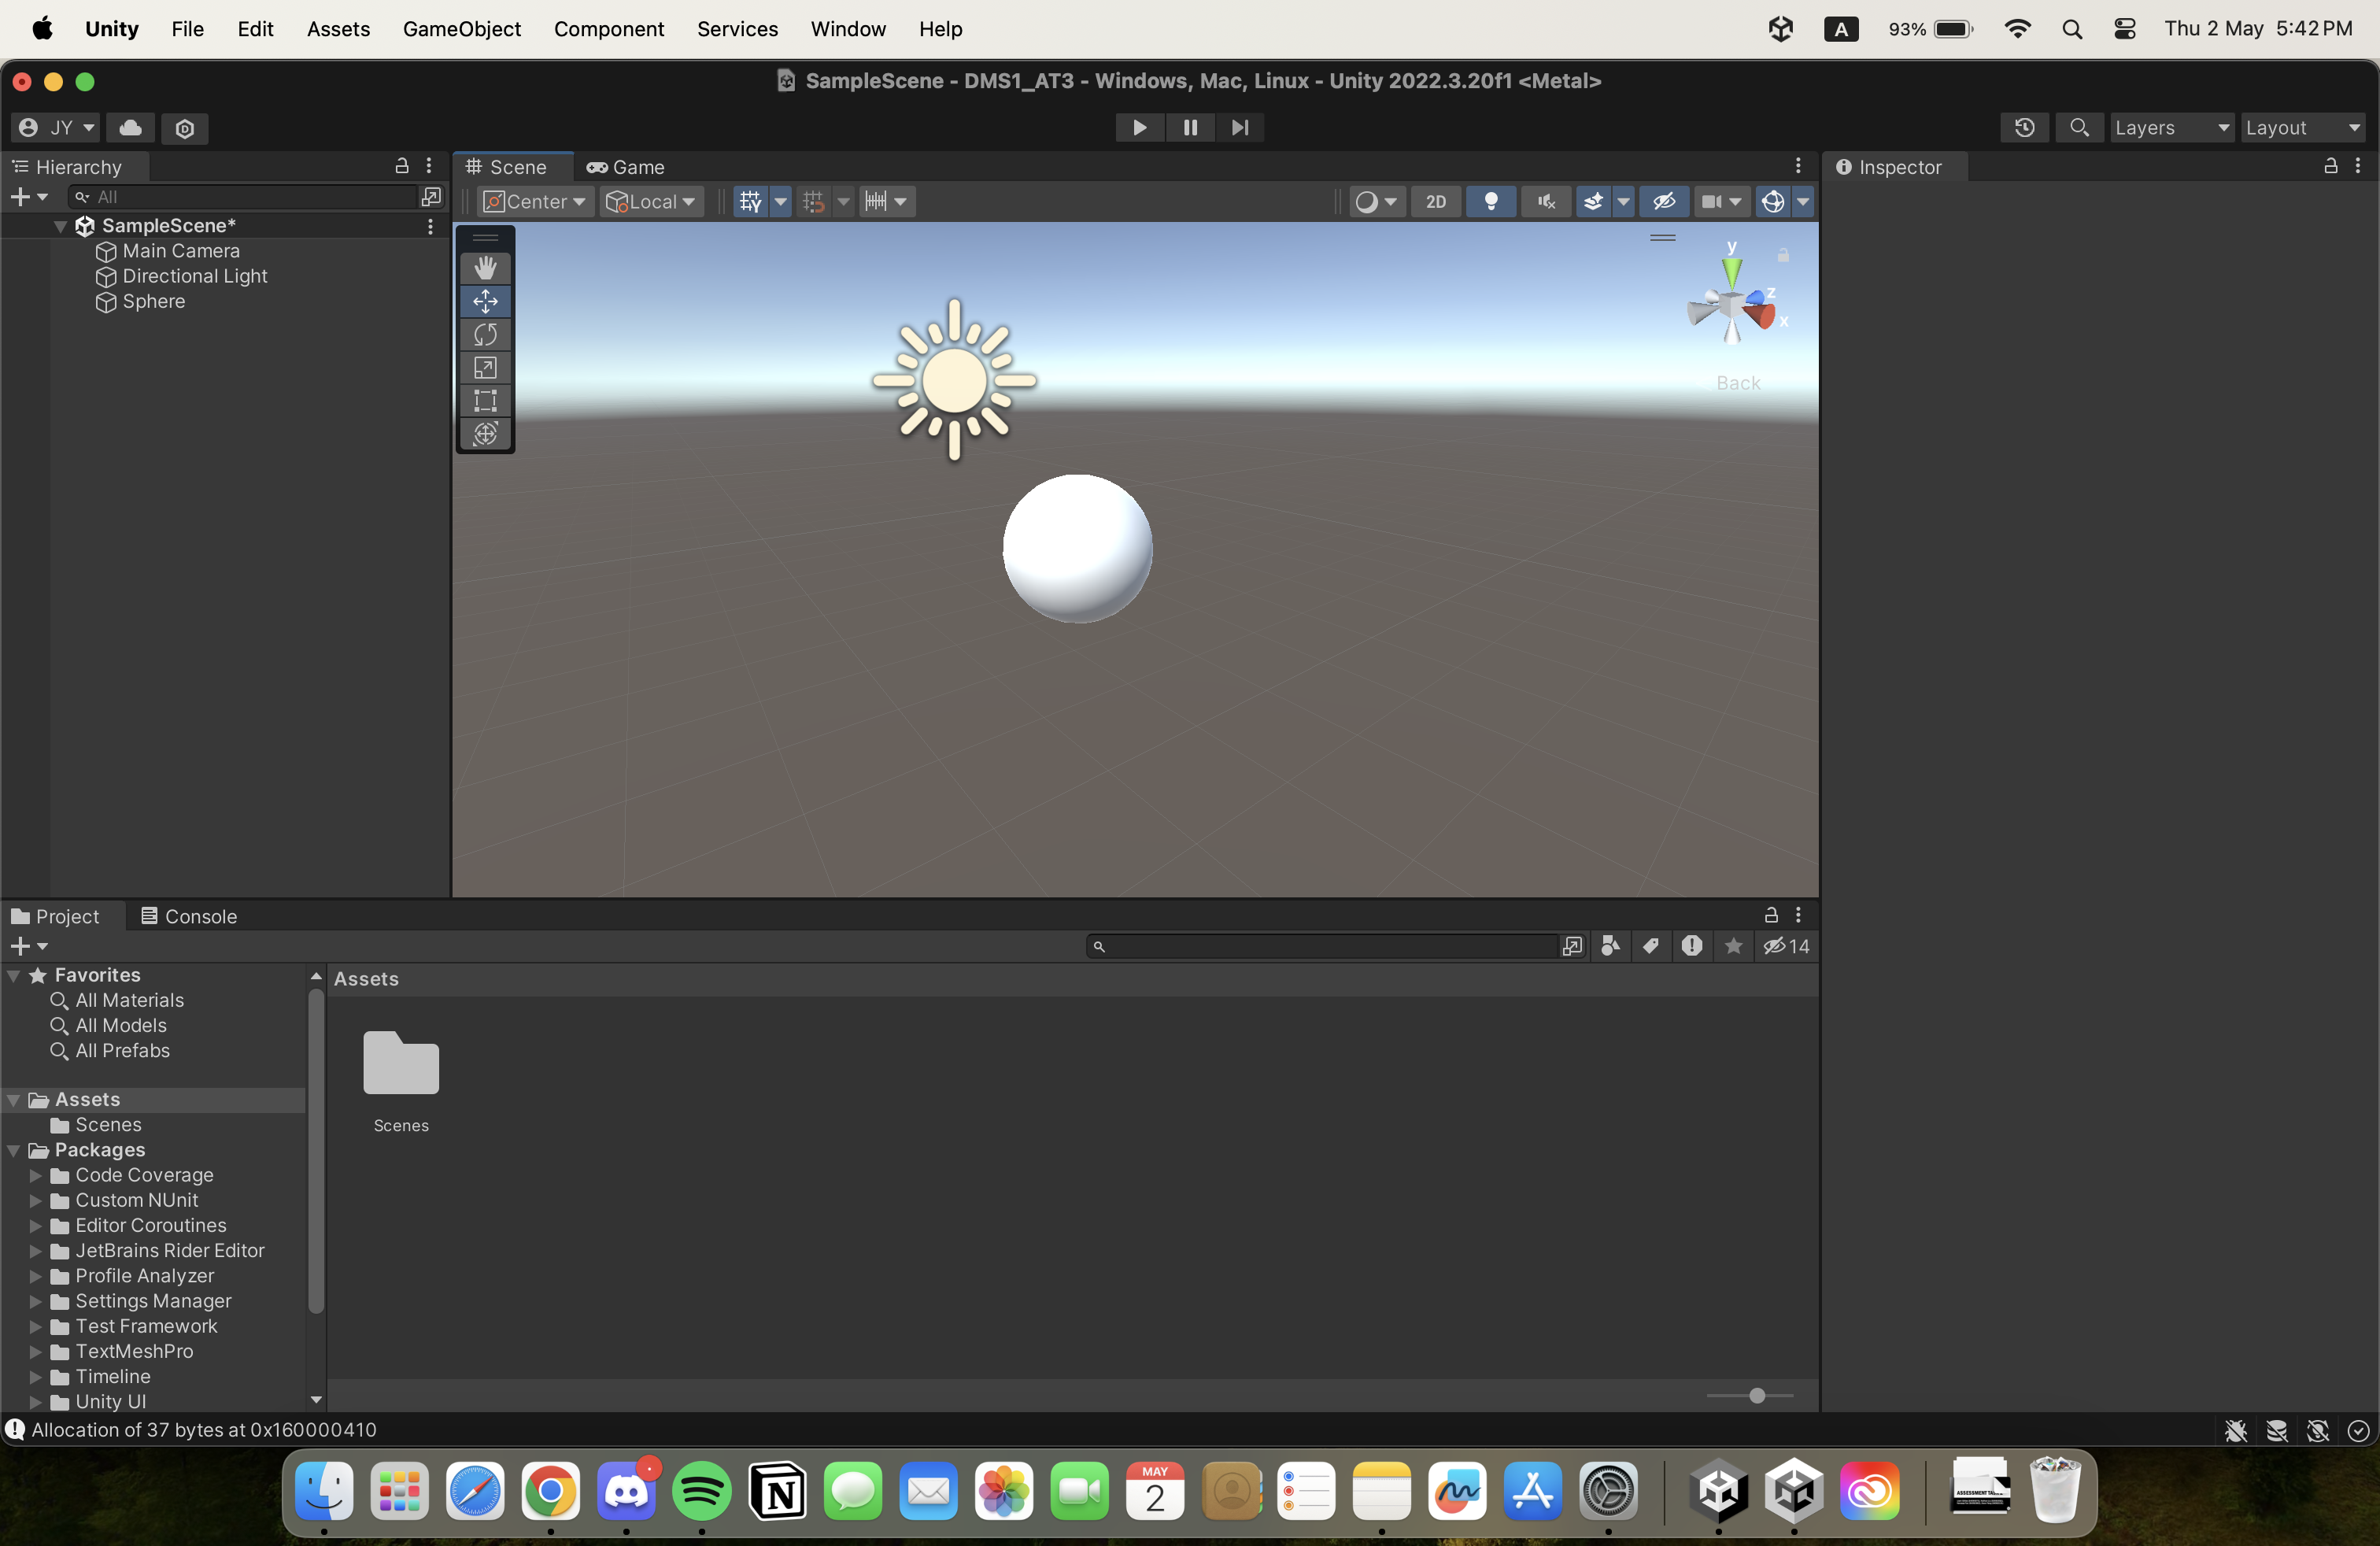 Unity File Edit Assets GameObject Component Services Window Help A 93% Thu 2 May 5:42 PM
SampleScene - DMS1_AT3 - Windows, Mac, Linux - Unity 2022.3.20f1 <Metal>
JY Layers Layout
Hierarchy
All
SampleScene*
Main Camera
Directional Light
Sphere
Scene Game
Center Local 2D
y
z
x
Back
Inspector
Project Console
14
Favorites
All Materials
All Models
All Prefabs
Assets
Scenes
Packages
Code Coverage
Custom NUnit
Editor Coroutines
JetBrains Rider Editor
Profile Analyzer
Settings Manager
Test Framework
TextMeshPro
Timeline
Unity UI
Assets
Scenes
Allocation of 37 bytes at 0x160000410
MAY
2